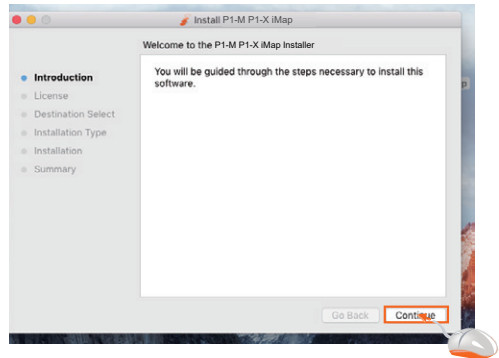 Install P1-M P1-X iMap
Welcome to the P1-M P1-X iMap Installer
Introduction
License
Destination Select
Installation Type
Installation
Summary
You will be guided through the steps necessary to install this
software.
Go Back
Continue